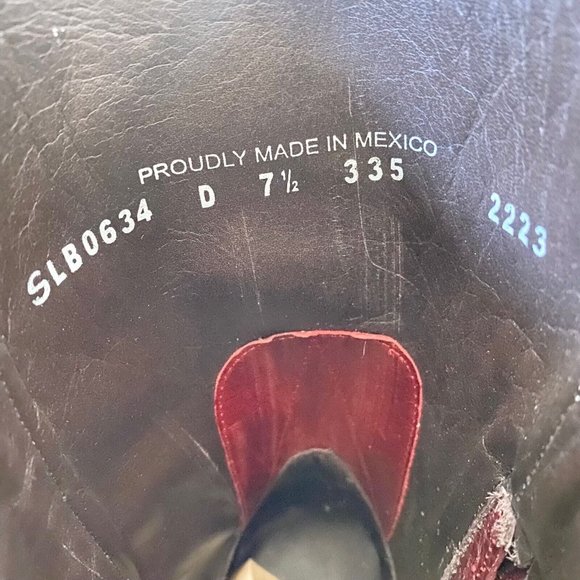 PROUDLY MADE IN MEXICO
SLB0634 D 7½ 335 2223